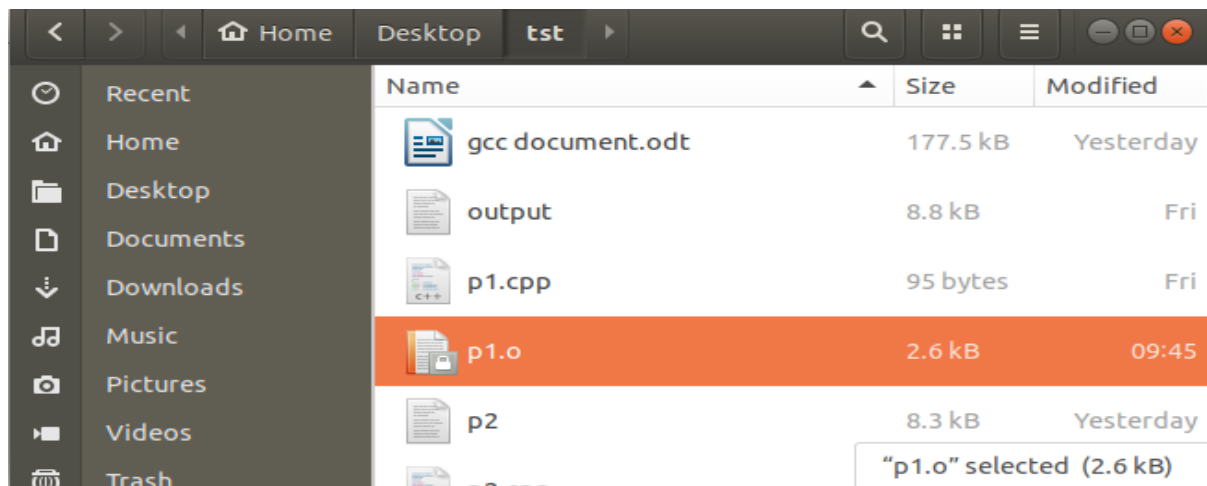 Home Desktop tst
Recent
Home
Desktop
Documents
Downloads
Music
Pictures
Videos
Trash
Name Size Modified
gcc document.odt 177.5 kB Yesterday
output 8.8 kB Fri
p1.cpp 95 bytes Fri
p1.o 2.6 kB 09:45
p2 8.3 kB Yesterday
"p1.o" selected (2.6 kB)